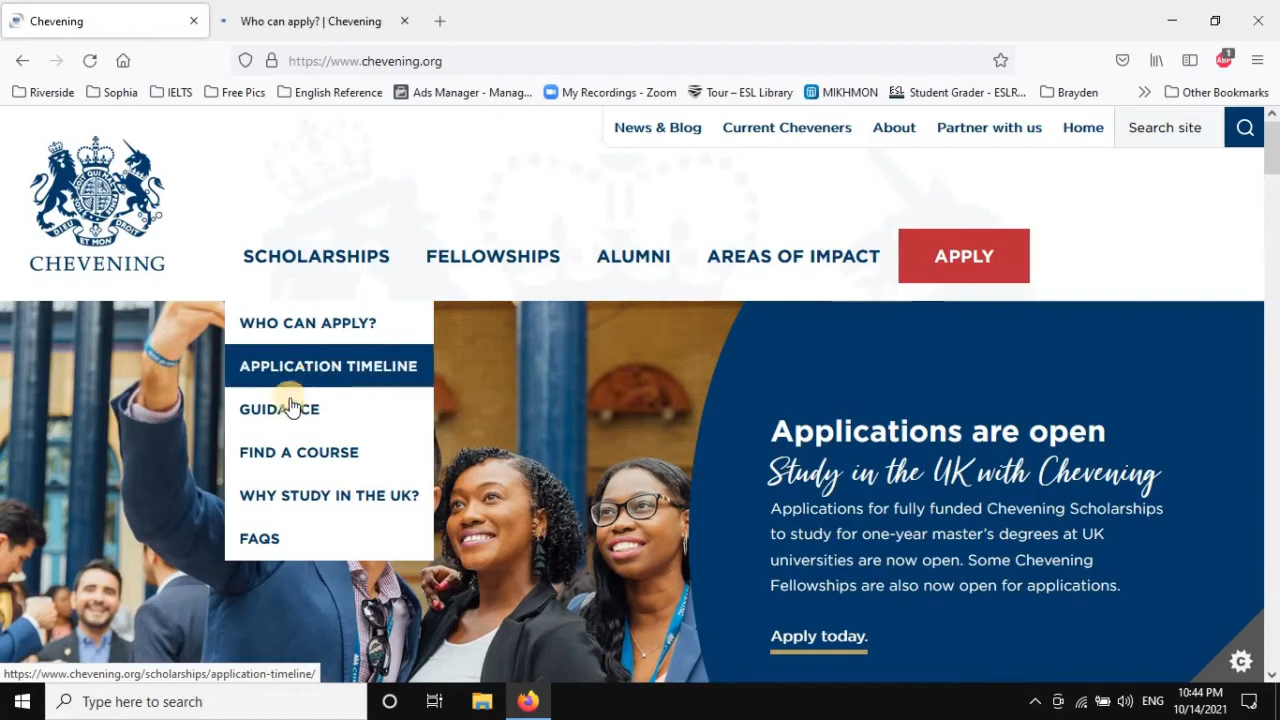 Chevening
Who can apply? | Chevening
https://www.chevening.org
Riverside
Sophia
IELTS
Free Pics
English Reference
Ads Manager - Manag...
My Recordings - Zoom
Tour – ESL Library
MIKHMON
Student Grader - ESLR...
Brayden
Other Bookmarks
News & Blog
Current Cheveners
About
Partner with us
Home
Search site
CHEVENING
SCHOLARSHIPS
FELLOWSHIPS
ALUMNI
AREAS OF IMPACT
APPLY
WHO CAN APPLY?
APPLICATION TIMELINE
GUIDANCE
FIND A COURSE
WHY STUDY IN THE UK?
FAQS
Applications are open
Study in the UK with Chevening
Applications for fully funded Chevening Scholarships
to study for one-year master's degrees at UK
universities are now open. Some Chevening
Fellowships are also now open for applications.
Apply today.
https://www.chevening.org/scholarships/application-timeline/
Type here to search
ENG
10:44 PM
10/14/2021